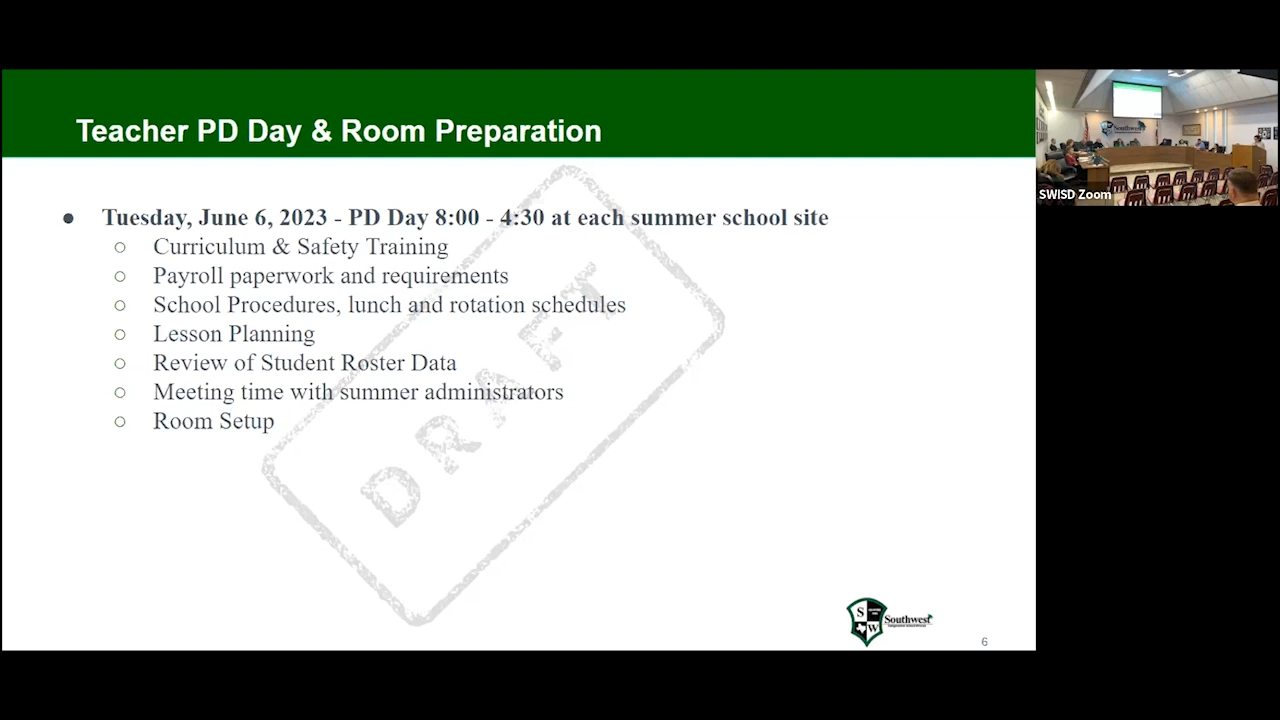 Teacher PD Day & Room Preparation
● Tuesday, June 6, 2023 - PD Day 8:00 - 4:30 at each summer school site
○ Curriculum & Safety Training
○ Payroll paperwork and requirements
○ School Procedures, lunch and rotation schedules
○ Lesson Planning
○ Review of Student Roster Data
○ Meeting time with summer administrators
○ Room Setup
DRAFT
S
W
Southwest
6
Southwest
SWISD Zoom